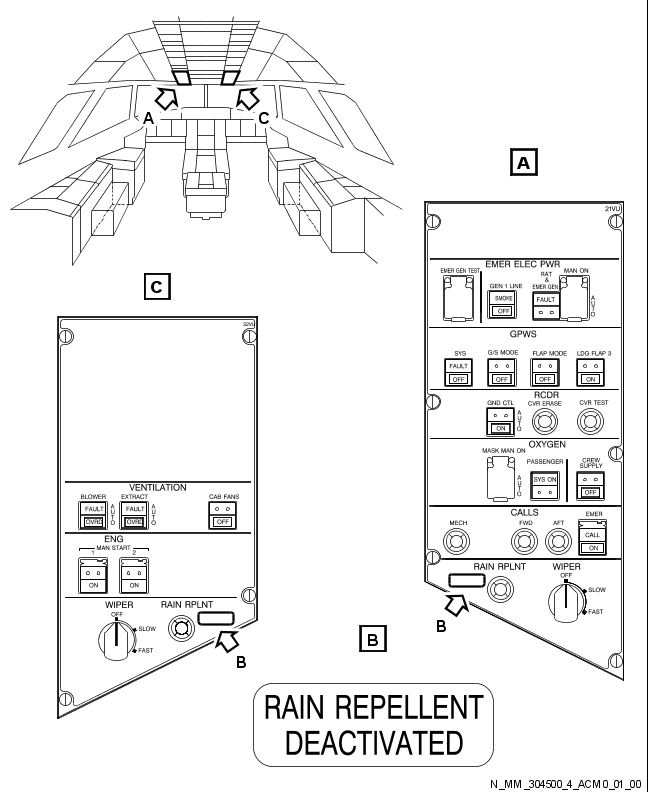 A
C
A
21VU
EMER ELEC PWR
EMER GEN TEST
GEN 1 LINE
SMOKE
OFF
RAT
&
EMER GEN
FAULT
MAN ON
AUTO
GPWS
SYS
G/S MODE
FLAP MODE
LDG FLAP 3
FAULT
OFF
OFF
OFF
ON
RCDR
GND CTL
CVR ERASE
CVR TEST
ON
AUTO
OXYGEN
MASK MAN ON
PASSENGER
CREW
SUPPLY
AUTO
SYS ON
OFF
CALLS
MECH
FWD
AFT
EMER
CALL
ON
RAIN RPLNT
WIPER
OFF
SLOW
FAST
B
C
22VU
VENTILATION
BLOWER
EXTRACT
CAB FANS
FAULT
OVRD
AUTO
FAULT
OVRD
AUTO
OFF
ENG
MAN START
1
2
ON
ON
WIPER
RAIN RPLNT
OFF
SLOW
FAST
B
B
RAIN REPELLENT
DEACTIVATED
N_MM_304500_4_ACM0_01_00